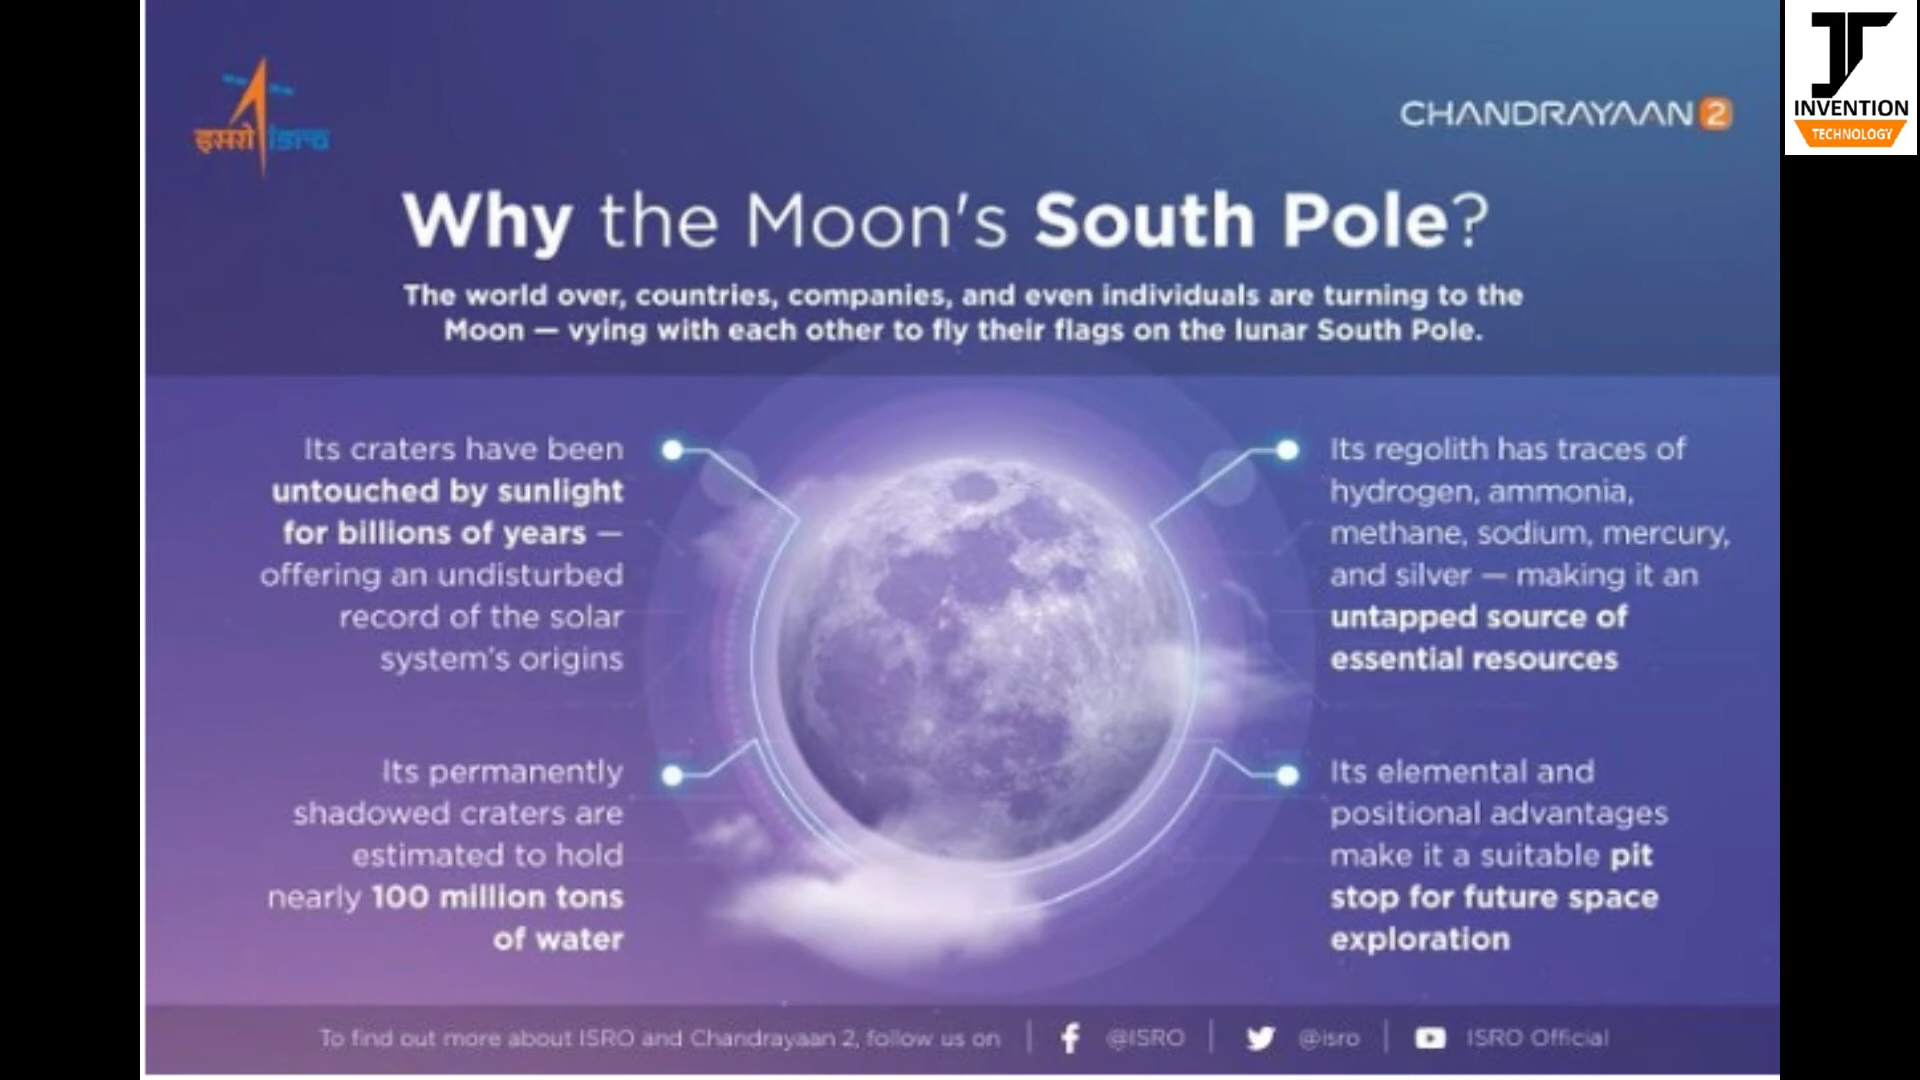 इसरो isro
CHANDRAYAAN 2
INVENTION
TECHNOLOGY
Why the Moon's South Pole?
The world over, countries, companies, and even individuals are turning to the
Moon — vying with each other to fly their flags on the lunar South Pole.
Its craters have been
untouched by sunlight
for billions of years —
offering an undisturbed
record of the solar
system's origins
Its regolith has traces of
hydrogen, ammonia,
methane, sodium, mercury,
and silver — making it an
untapped source of
essential resources
Its permanently
shadowed craters are
estimated to hold
nearly 100 million tons
of water
Its elemental and
positional advantages
make it a suitable pit
stop for future space
exploration
To find out more about ISRO and Chandrayaan 2, follow us on | @ISRO | @isro | ISRO Official